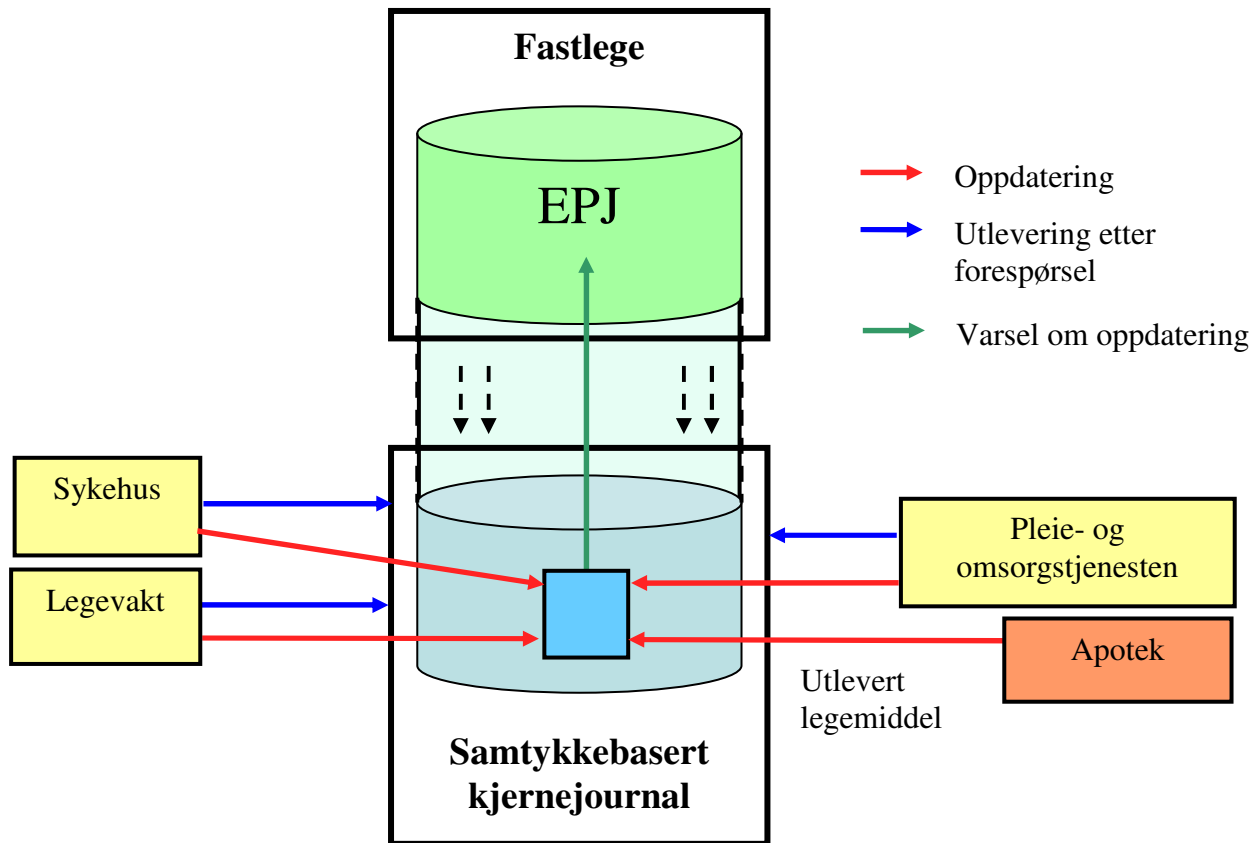 Fastlege
EPJ
Oppdatering
Utlevering etter
forespørsel
Varsel om oppdatering
Sykehus
Legevakt
Pleie- og
omsorgstjenesten
Apotek
Utlevert
legemiddel
Samtykkebasert
kjernejournal